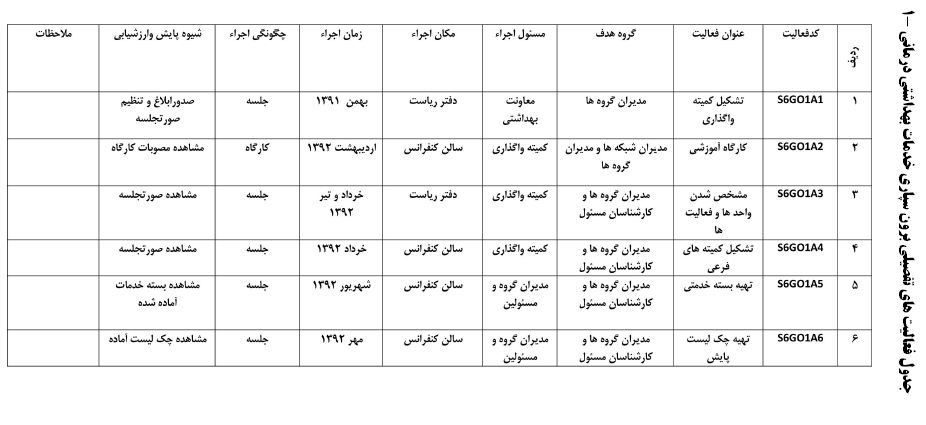 جدول فعالیت های تفصیلی برون سپاری خدمات بهداشتی درمانی –۱
ردیف کدفعالیت عنوان فعالیت گروه هدف مسئول اجراء مکان اجراء زمان اجراء چگونگی اجراء شیوه پایش وارزشیابی ملاحظات
۱ S6GO1A1 تشکیل کمیته مدیران گروه ها معاونت دفتر ریاست بهمن ۱۳۹۱ جلسه صدورابلاغ و تنظیم
واگذاری بهداشتی صورتجلسه
۲ S6GO1A2 کارگاه آموزشی مدیران شبکه ها و مدیران کمیته واگذاری سالن کنفرانس اردیبهشت ۱۳۹۲ کارگاه مشاهده مصوبات کارگاه
گروه ها
۳ S6GO1A3 مشخص شدن مدیران گروه ها و کمیته واگذاری دفتر ریاست خرداد و تیر جلسه مشاهده صورتجلسه
واحد ها و فعالیت کارشناسان مسئول ۱۳۹۲
ها
۴ S6GO1A4 تشکیل کمیته های مدیران گروه ها و کمیته واگذاری سالن کنفرانس خرداد ۱۳۹۲ جلسه مشاهده صورتجلسه
فرعی کارشناسان مسئول
۵ S6GO1A5 تهیه بسته خدمتی مدیران گروه ها و مدیران گروه و سالن کنفرانس شهریور ۱۳۹۲ جلسه مشاهده بسته خدمات
کارشناسان مسئول مسئولین آماده شده
۶ S6GO1A6 تهیه چک لیست مدیران گروه ها و مدیران گروه و سالن کنفرانس مهر ۱۳۹۲ جلسه مشاهده چک لیست آماده
پایش کارشناسان مسئول مسئولین